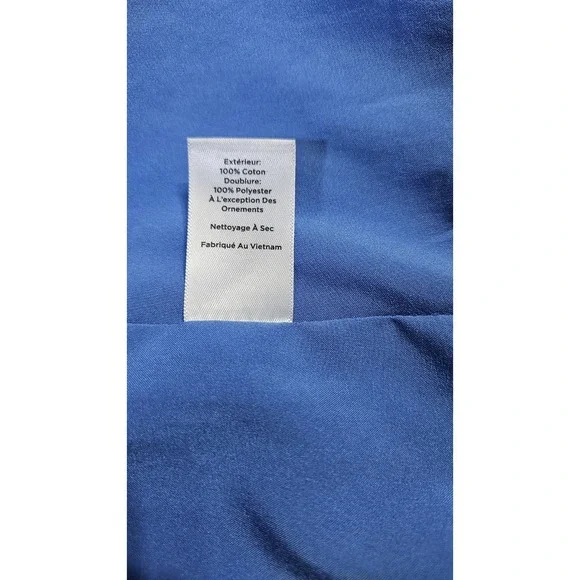 Extérieur:
100% Coton
Doublure:
100% Polyester
À L'exception Des
Ornements
Nettoyage À Sec
Fabriqué Au Vietnam